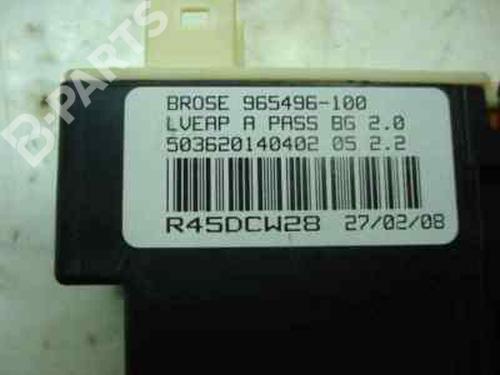 BROSE 965496-100
LVEAP A PASS BG 2.0
503620140402 05 2.2
R45DCW28 27/02/08
B-PARTS